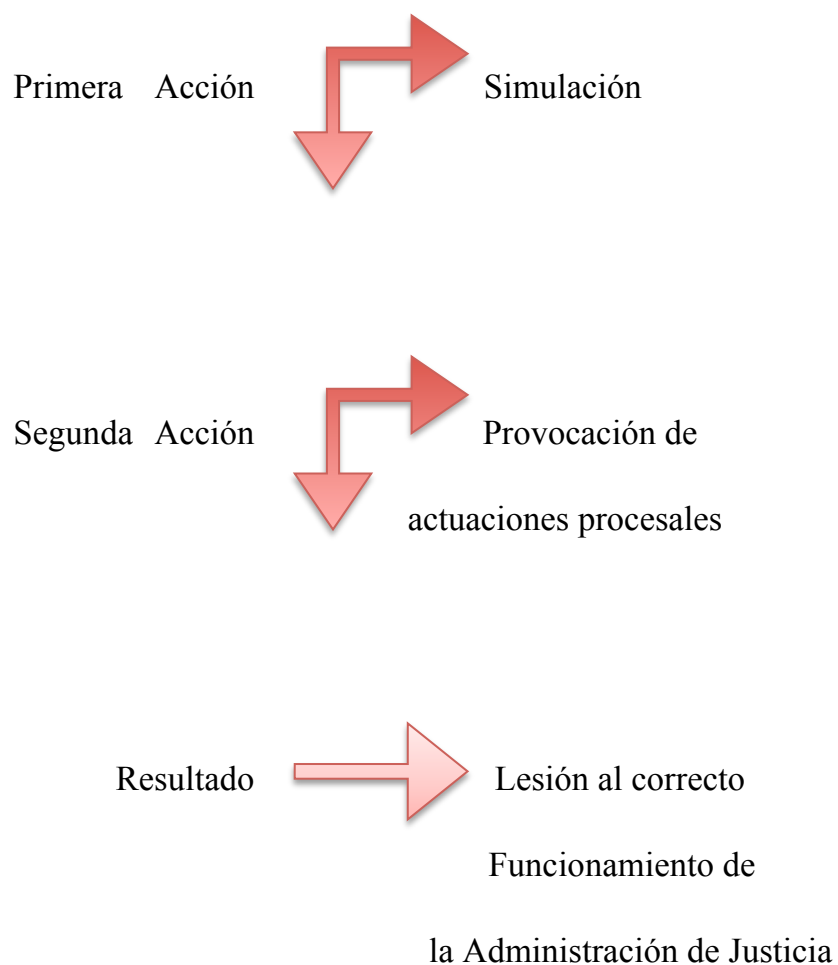 Primera Acción Simulación
Segunda Acción Provocación de
actuaciones procesales
Resultado Lesión al correcto
Funcionamiento de
la Administración de Justicia